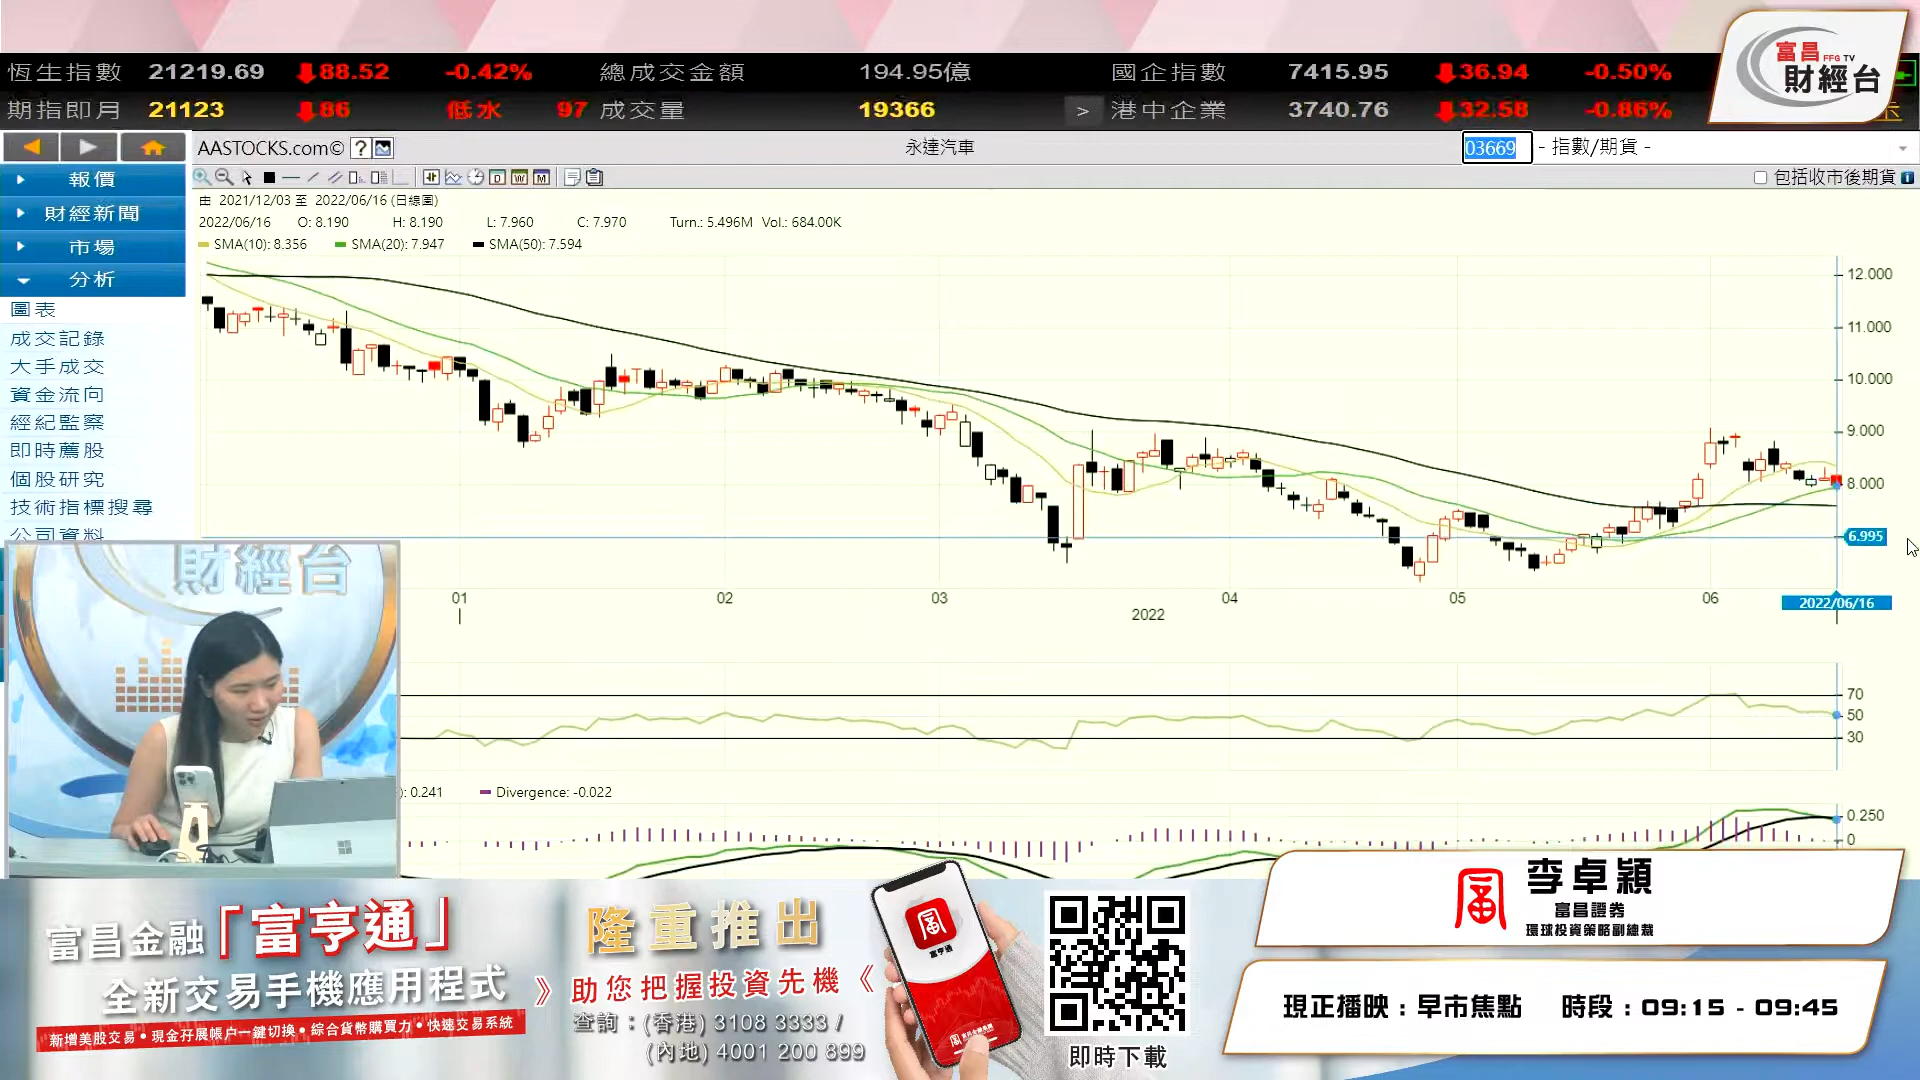 恆生指數 21219.69 88.52 -0.42% 總成交金額 194.95億 國企指數 7415.95 36.94 -0.50%
期指即月 21123 86 低水 97 成交量 19366 > 港中企業 3740.76 32.58 -0.86%
富昌 FFG TV
財經台
AASTOCKS.com© ? 永達汽車 03669 - 指數/期貨 -
包括收市後期貨
報價
財經新聞
市場
分析
圖表
成交記錄
大手成交
資金流向
經紀監察
即時薦股
個股研究
技術指標搜尋
公司資料
由 2021/12/03 至 2022/06/16 (日線圖)
2022/06/16 O: 8.190 H: 8.190 L: 7.960 C: 7.970 Turn.: 5.496M Vol.: 684.00K
SMA(10): 8.356 SMA(20): 7.947 SMA(50): 7.594
12.000
11.000
10.000
9.000
8.000
6.995
01 02 03 04 05 06
2022 2022/06/16
70
50
30
): 0.241 Divergence: -0.022
0.250
0
財經台
富昌金融「富亨通」
全新交易手機應用程式
新增美股交易 • 現金孖展帳户一鍵切換 • 綜合貨幣購買力 • 快速交易系統
隆重推出
》助您把握投資先機《
查詢：(香港) 3108 3333 /
(內地) 4001 200 899
富亨通
即時下載
李卓穎
富昌證券
環球投資策略副總裁
現正播映：早市焦點 時段：09:15 - 09:45